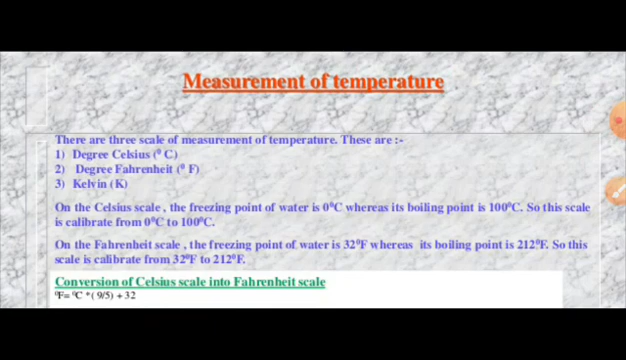 Measurement of temperature
There are three scale of measurement of temperature. These are :-
1) Degree Celsius (⁰ C)
2) Degree Fahrenheit (⁰ F)
3) Kelvin (K)
On the Celsius scale , the freezing point of water is 0⁰C whereas its boiling point is 100⁰C. So this scale
is calibrate from 0⁰C to 100⁰C.
On the Fahrenheit scale , the freezing point of water is 32⁰F whereas its boiling point is 212⁰F. So this
scale is calibrate from 32⁰F to 212⁰F.
Conversion of Celsius scale into Fahrenheit scale
⁰F= ⁰C *( 9/5) + 32